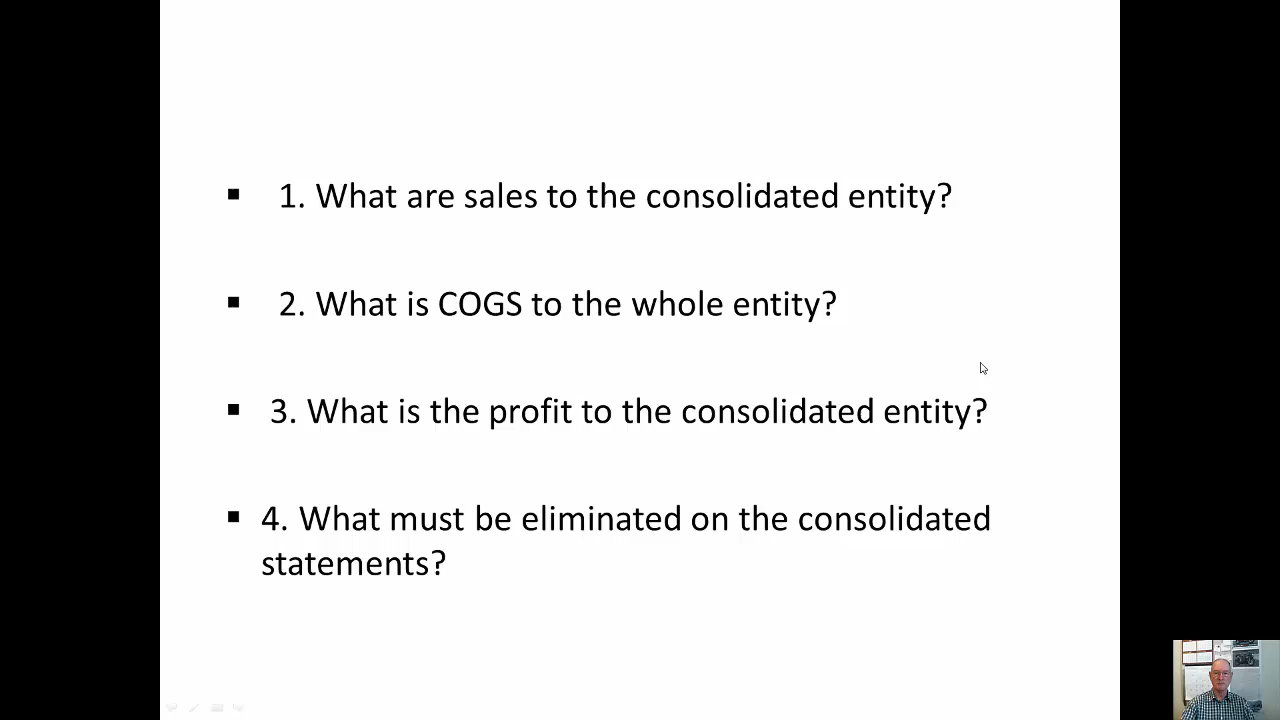 ▪ 1. What are sales to the consolidated entity?
▪ 2. What is COGS to the whole entity?
▪ 3. What is the profit to the consolidated entity?
▪ 4. What must be eliminated on the consolidated
statements?